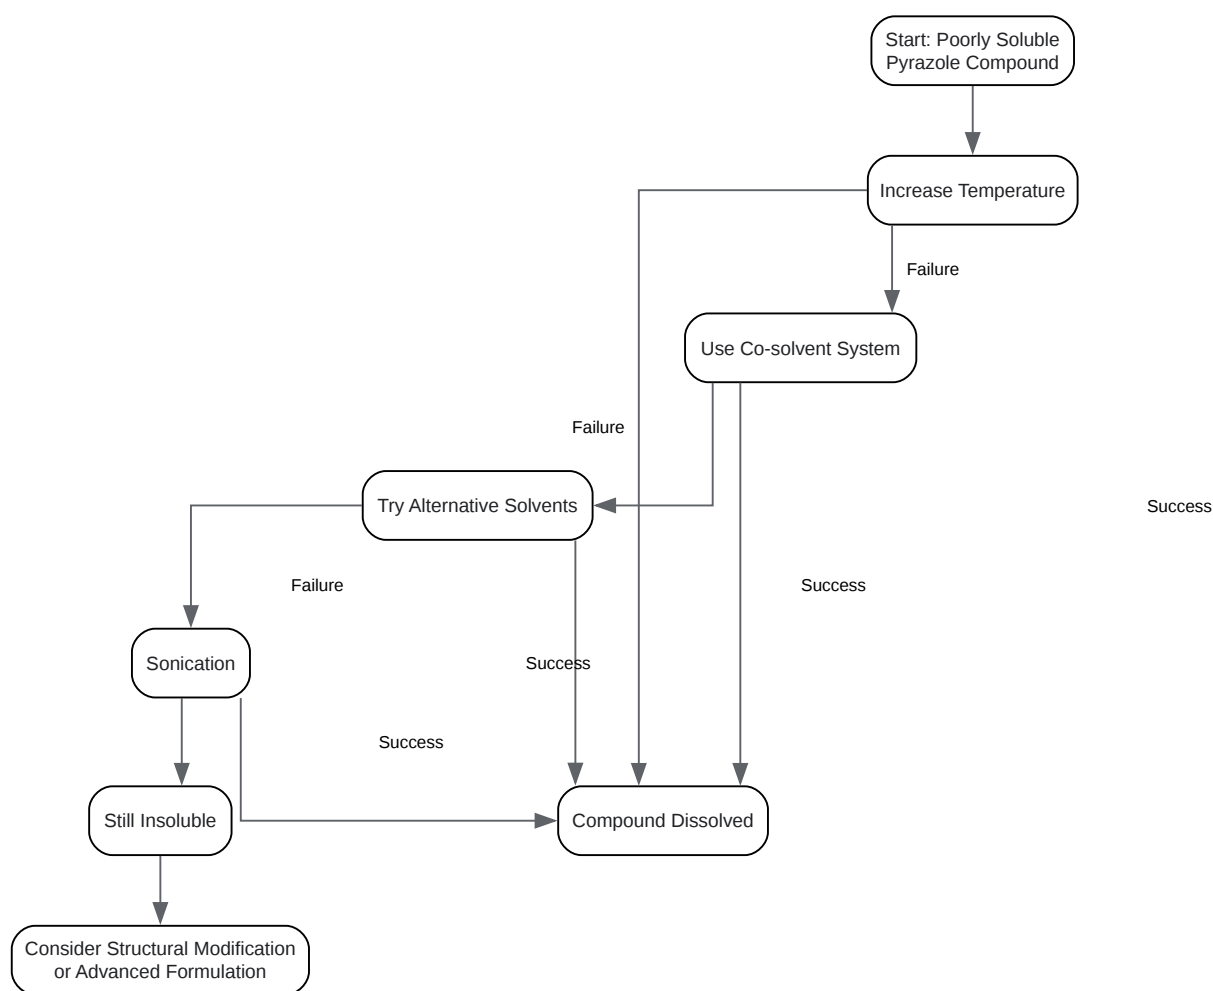 Start: Poorly Soluble
Pyrazole Compound
Increase Temperature
Failure
Use Co-solvent System
Failure
Try Alternative Solvents
Success
Failure
Success
Sonication
Success
Success
Still Insoluble
Compound Dissolved
Consider Structural Modification
or Advanced Formulation